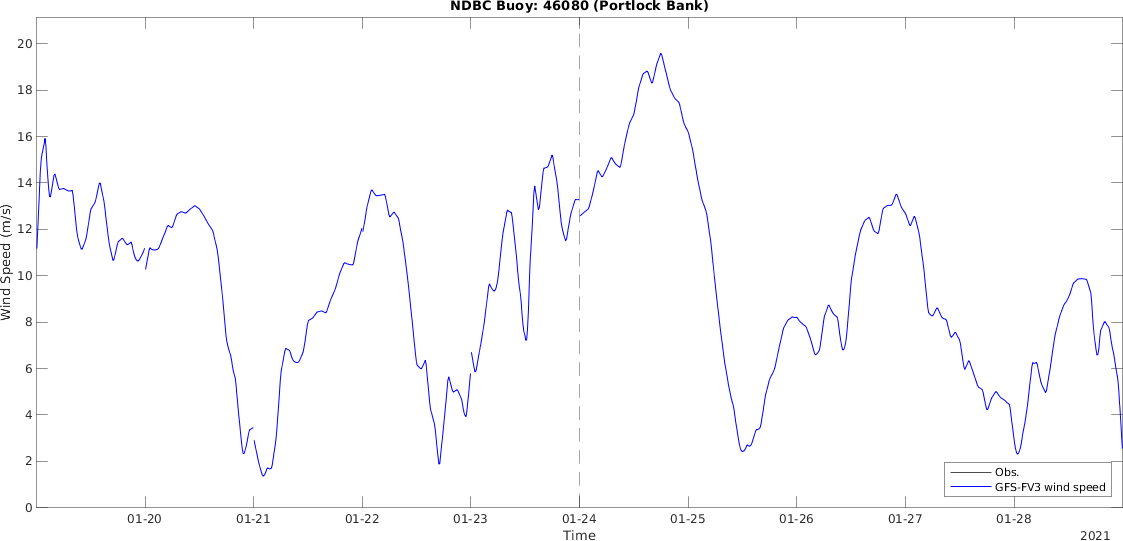 NDBC Buoy: 46080 (Portlock Bank)
Wind Speed (m/s)
20
18
16
14
12
10
8
6
4
2
0
01-20 01-21 01-22 01-23 01-24 01-25 01-26 01-27 01-28
Time
2021
Obs.
GFS-FV3 wind speed